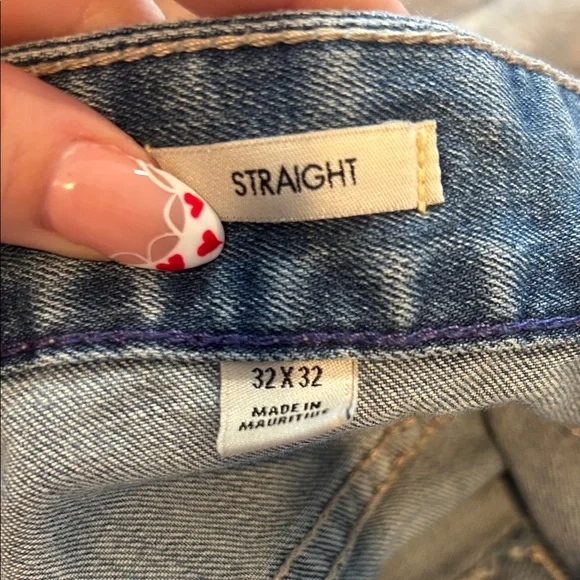 STRAIGHT
32 X 32
MADE IN
MAURITIUS